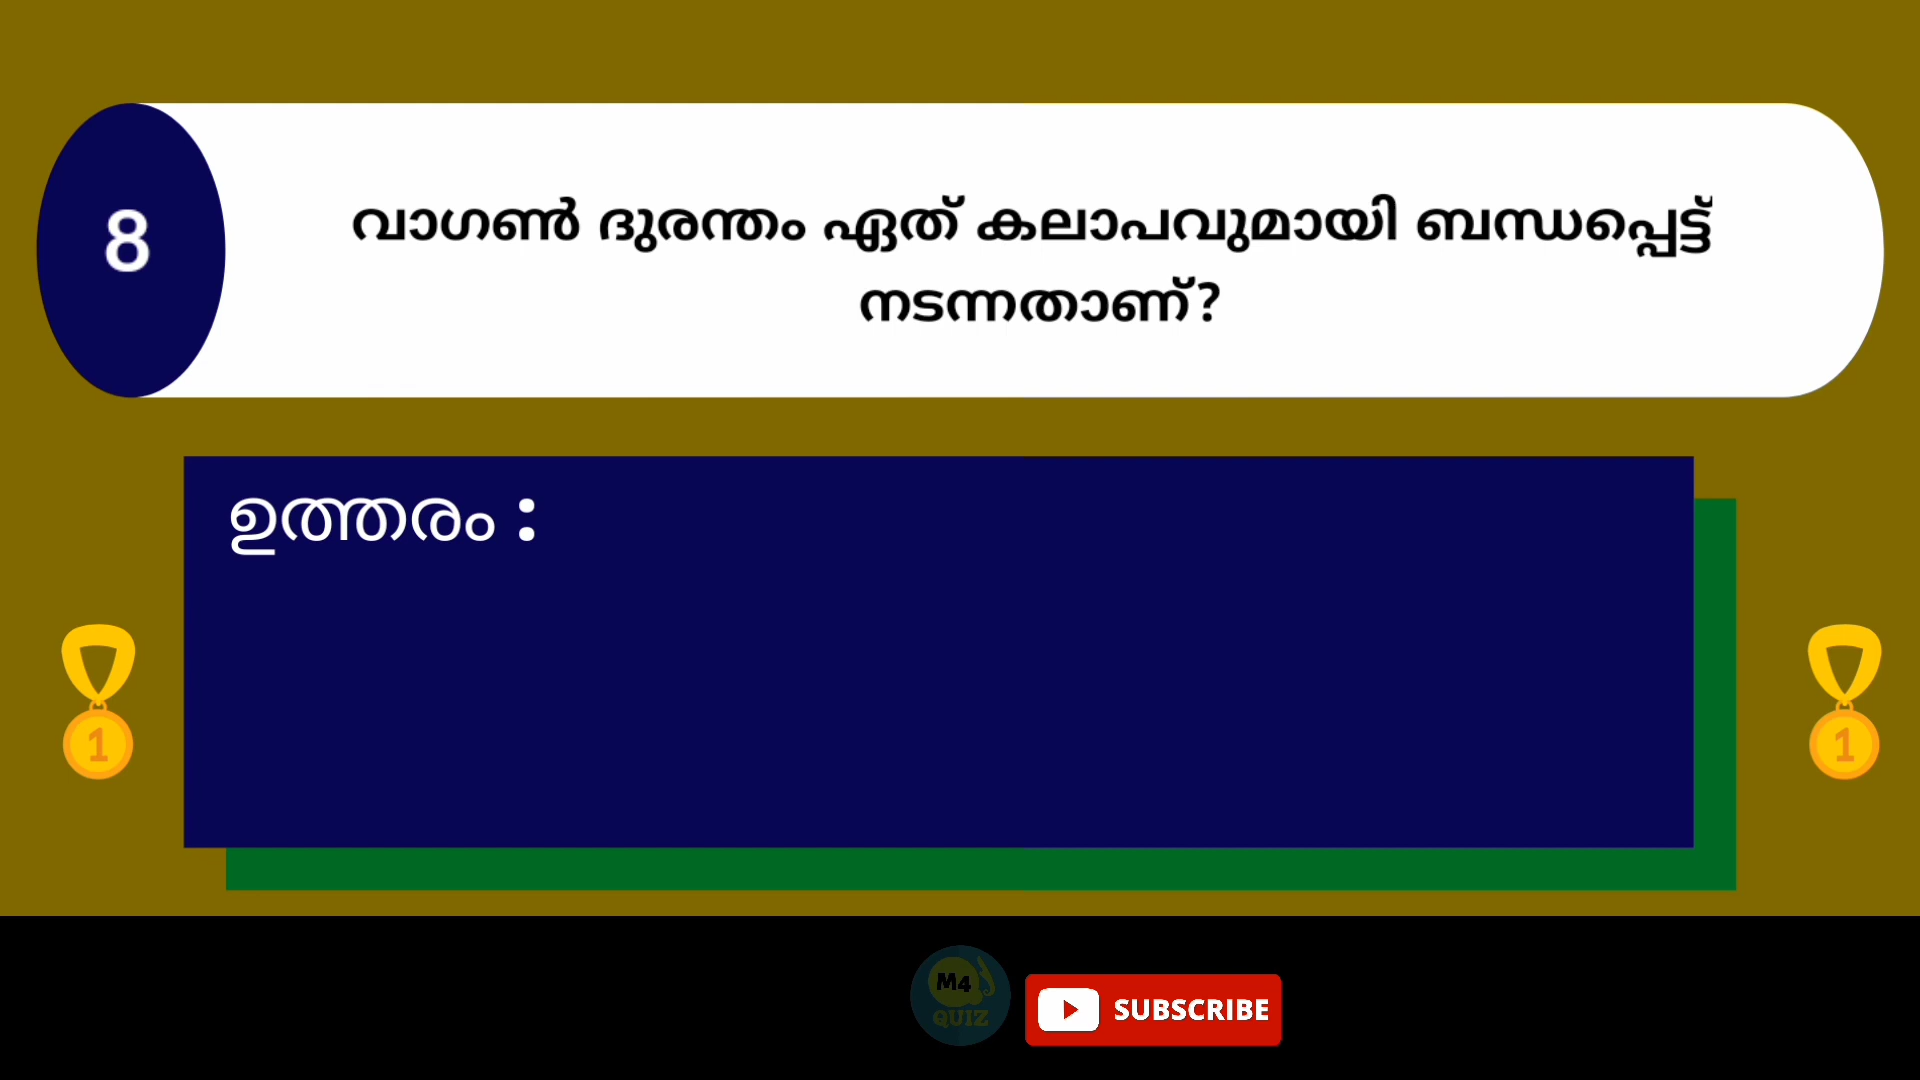 8
വാഗൺ ദുരന്തം ഏത് കലാപവുമായി ബന്ധപ്പെട്ട്
നടന്നതാണ്?
ഉത്തരം :
1
1
M4
QUIZ
SUBSCRIBE